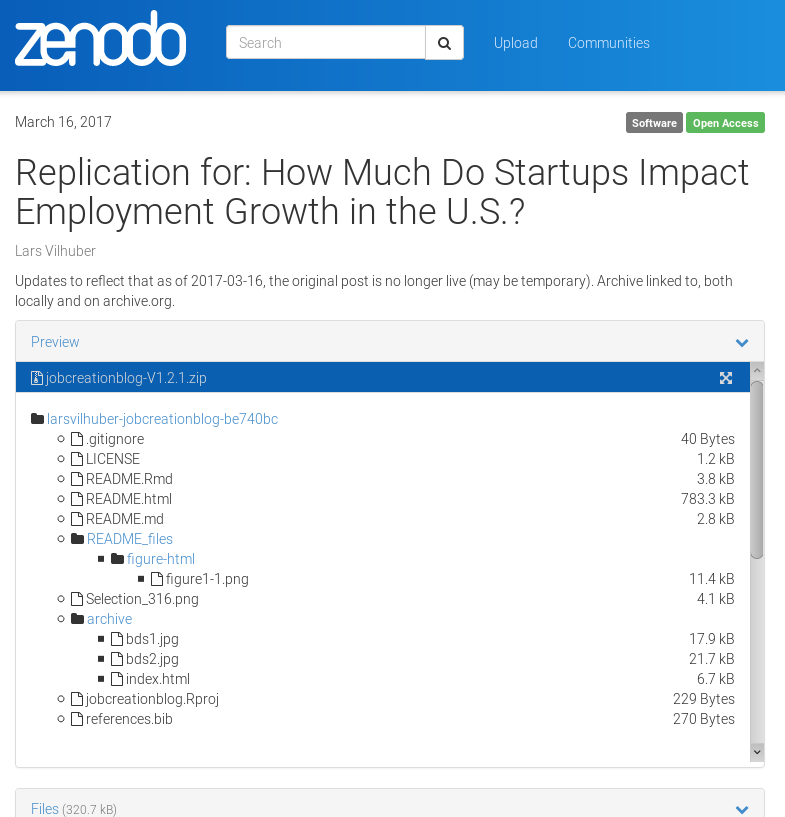 zenodo
Search
Upload
Communities
March 16, 2017
Software
Open Access
Replication for: How Much Do Startups Impact
Employment Growth in the U.S.?
Lars Vilhuber
Updates to reflect that as of 2017-03-16, the original post is no longer live (may be temporary). Archive linked to, both
locally and on archive.org.
Preview
jobcreationblog-V1.2.1.zip
larsvilhuber-jobcreationblog-be740bc
.gitignore 40 Bytes
LICENSE 1.2 kB
README.Rmd 3.8 kB
README.html 783.3 kB
README.md 2.8 kB
README_files
figure-html
figure1-1.png 11.4 kB
Selection_316.png 4.1 kB
archive
bds1.jpg 17.9 kB
bds2.jpg 21.7 kB
index.html 6.7 kB
jobcreationblog.Rproj 229 Bytes
references.bib 270 Bytes
Files (320.7 kB)